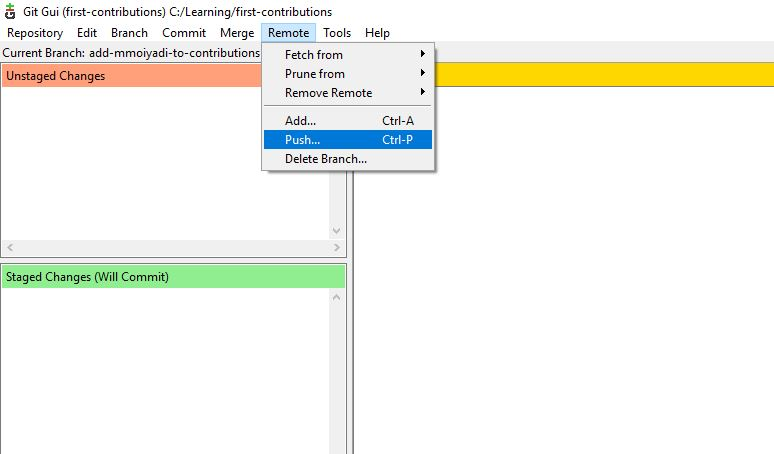 Git Gui (first-contributions) C:/Learning/first-contributions
Repository Edit Branch Commit Merge Remote Tools Help
Current Branch: add-mmoiyadi-to-contributions
Unstaged Changes
Fetch from
Prune from
Remove Remote
Add... Ctrl-A
Push... Ctrl-P
Delete Branch...
Staged Changes (Will Commit)